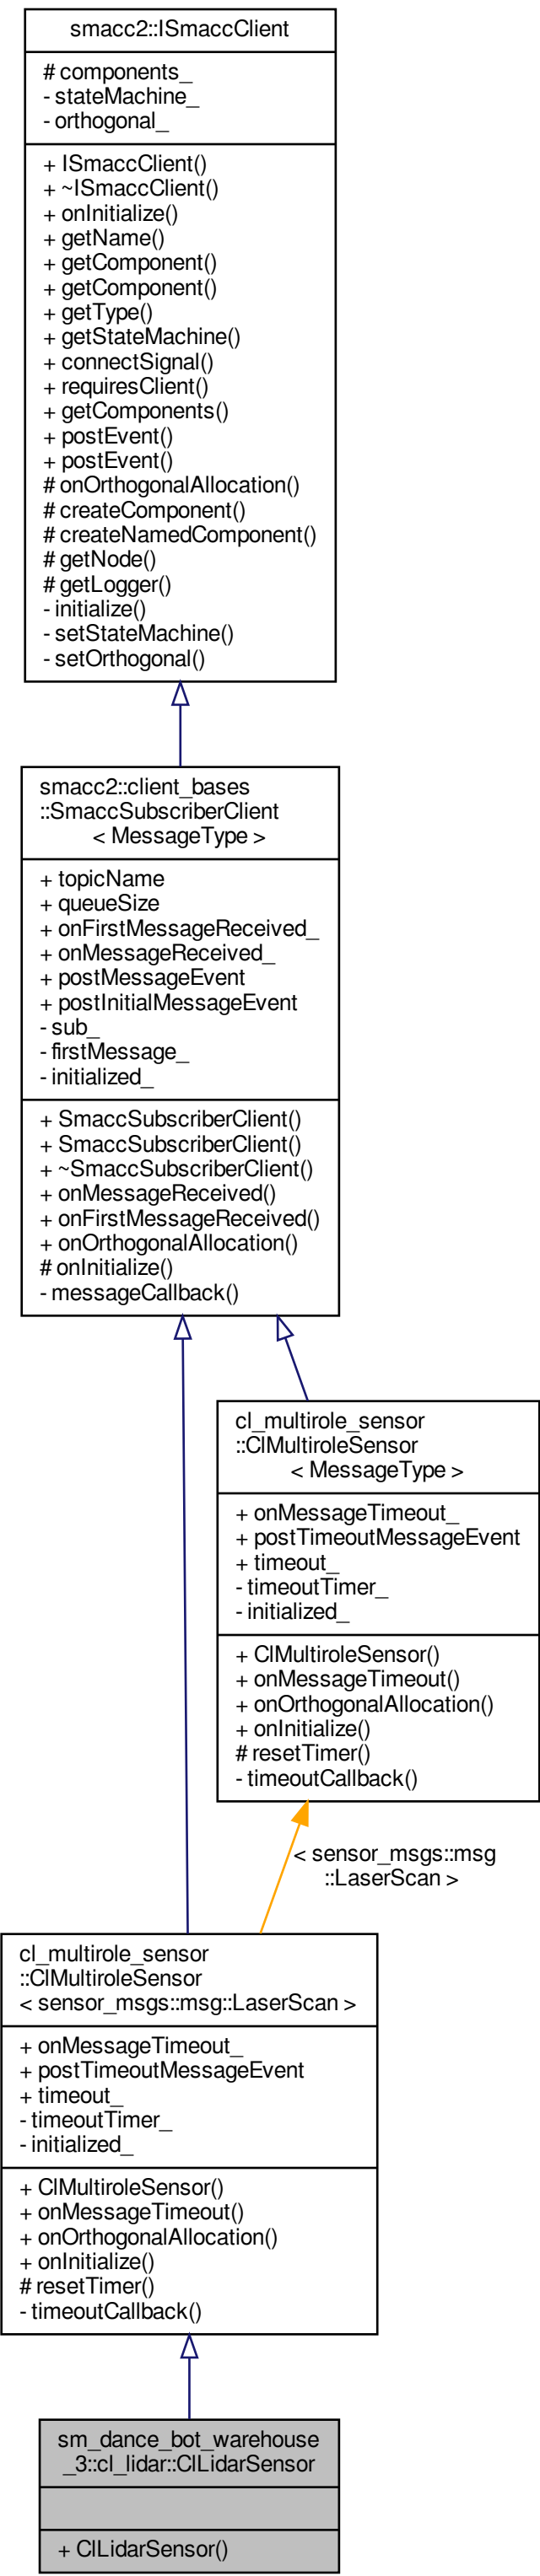 smacc2::ISmaccClient
# components_
- stateMachine_
- orthogonal_
+ ISmaccClient()
+ ~ISmaccClient()
+ onInitialize()
+ getName()
+ getComponent()
+ getComponent()
+ getType()
+ getStateMachine()
+ connectSignal()
+ requiresClient()
+ getComponents()
+ postEvent()
+ postEvent()
# onOrthogonalAllocation()
# createComponent()
# createNamedComponent()
# getNode()
# getLogger()
- initialize()
- setStateMachine()
- setOrthogonal()
smacc2::client_bases
::SmaccSubscriberClient
< MessageType >
+ topicName
+ queueSize
+ onFirstMessageReceived_
+ onMessageReceived_
+ postMessageEvent
+ postInitialMessageEvent
- sub_
- firstMessage_
- initialized_
+ SmaccSubscriberClient()
+ SmaccSubscriberClient()
+ ~SmaccSubscriberClient()
+ onMessageReceived()
+ onFirstMessageReceived()
+ onOrthogonalAllocation()
# onInitialize()
- messageCallback()
cl_multirole_sensor
::ClMultiroleSensor
< MessageType >
+ onMessageTimeout_
+ postTimeoutMessageEvent
+ timeout_
- timeoutTimer_
- initialized_
+ ClMultiroleSensor()
+ onMessageTimeout()
+ onOrthogonalAllocation()
+ onInitialize()
# resetTimer()
- timeoutCallback()
< sensor_msgs::msg
::LaserScan >
cl_multirole_sensor
::ClMultiroleSensor
< sensor_msgs::msg::LaserScan >
+ onMessageTimeout_
+ postTimeoutMessageEvent
+ timeout_
- timeoutTimer_
- initialized_
+ ClMultiroleSensor()
+ onMessageTimeout()
+ onOrthogonalAllocation()
+ onInitialize()
# resetTimer()
- timeoutCallback()
sm_dance_bot_warehouse
_3::cl_lidar::ClLidarSensor
+ ClLidarSensor()